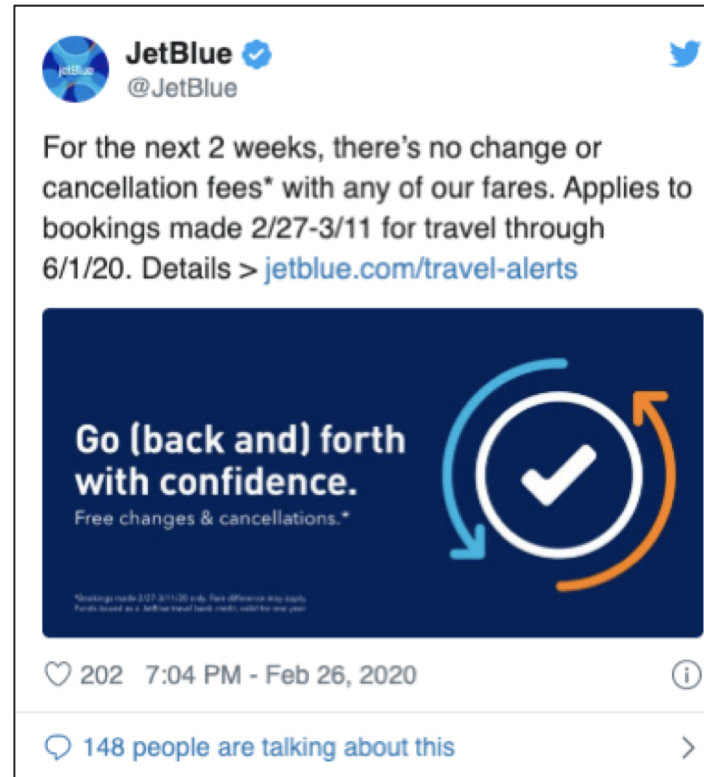 JetBlue
@JetBlue
jetBlue
For the next 2 weeks, there's no change or
cancellation fees* with any of our fares. Applies to
bookings made 2/27-3/11 for travel through
6/1/20. Details > jetblue.com/travel-alerts
Go (back and) forth
with confidence.
Free changes & cancellations.*
*Bookings made 2/27-3/11/20 only. Fare difference may apply.
Funds issued as a JetBlue travel bank credit, valid for one year.
202 7:04 PM - Feb 26, 2020
148 people are talking about this